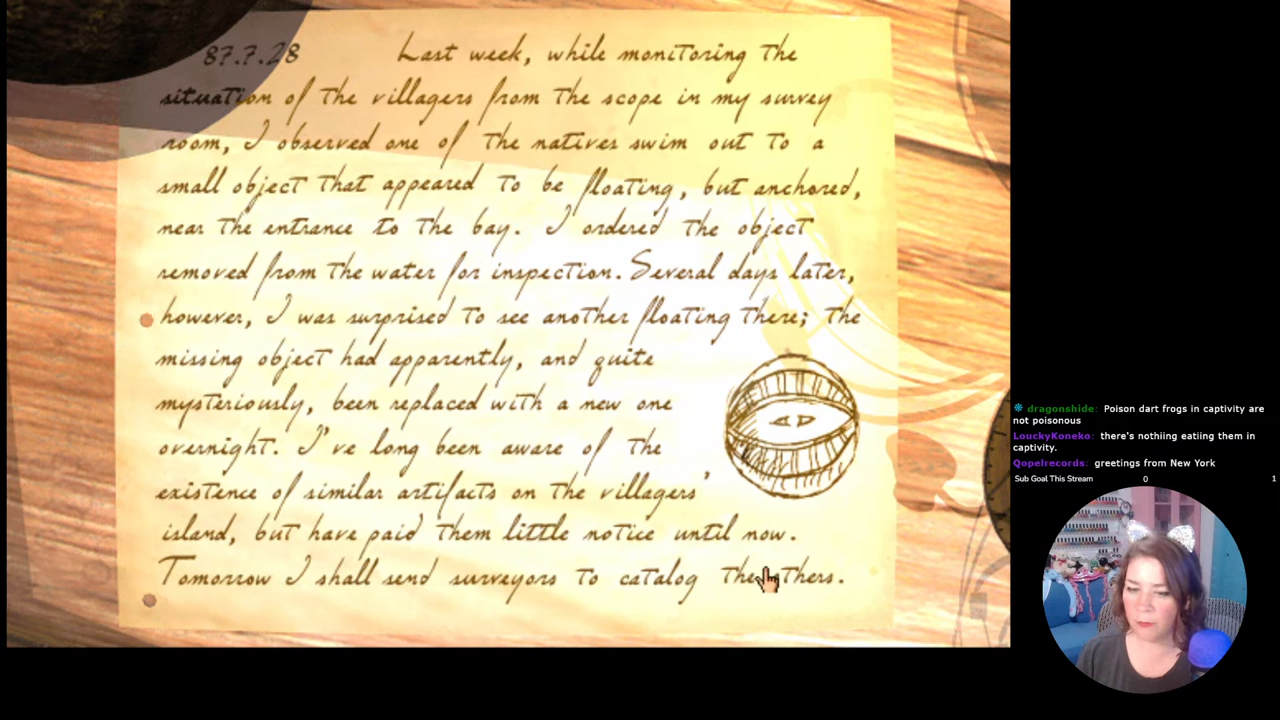 87.7.28 Last week, while monitoring the
situation of the villagers from the scope in my survey
room, I observed one of the natives swim out to a
small object that appeared to be floating, but anchored,
near the entrance to the bay. I ordered the object
removed from the water for inspection. Several days later,
however, I was surprised to see another floating there; the
missing object had apparently, and quite
mysteriously, been replaced with a new one
overnight. I've long been aware of the
existence of similar artifacts on the villagers'
island, but have paid them little notice until now.
Tomorrow I shall send surveyors to catalog
dragonshide: Poison dart frogs in captivity are
not poisonous
LouckyKoneko: there's nothiing eatiing them in
captivity.
Qopelrecords: greetings from New York
Sub Goal This Stream 0 1